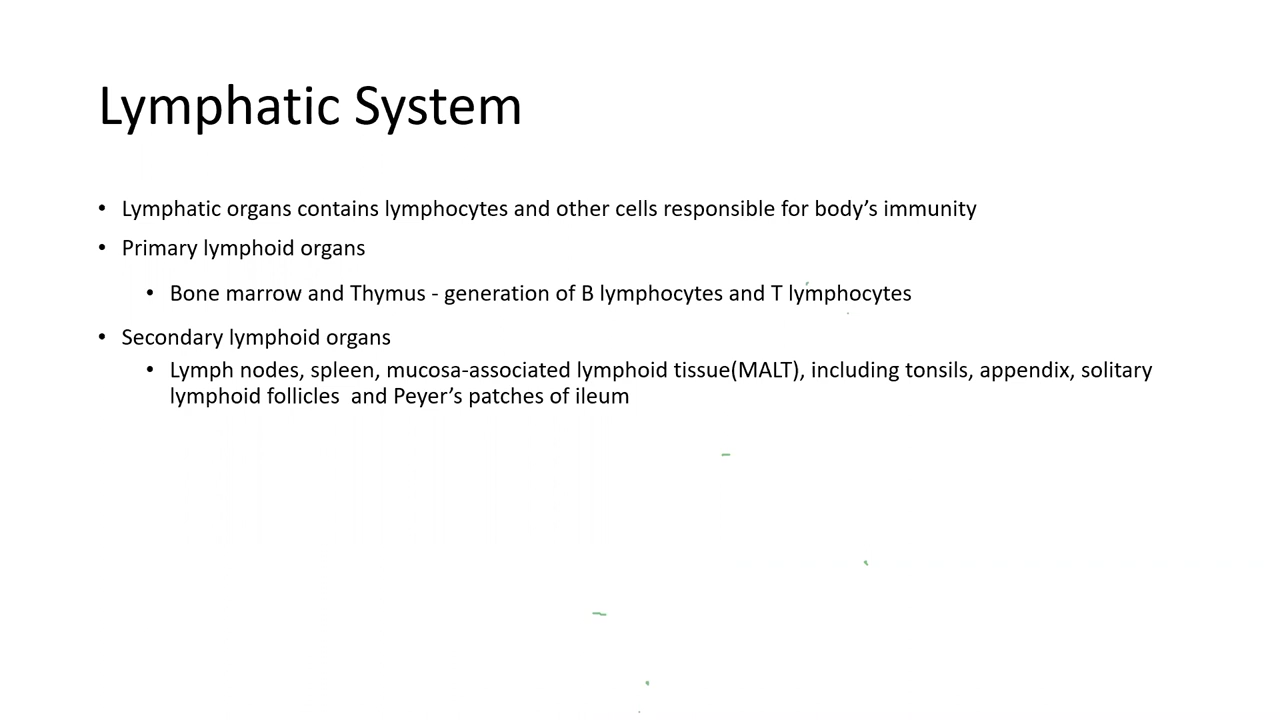 Lymphatic System
• Lymphatic organs contains lymphocytes and other cells responsible for body’s immunity
• Primary lymphoid organs
• Bone marrow and Thymus - generation of B lymphocytes and T lymphocytes
• Secondary lymphoid organs
• Lymph nodes, spleen, mucosa-associated lymphoid tissue(MALT), including tonsils, appendix, solitary
lymphoid follicles  and Peyer’s patches of ileum